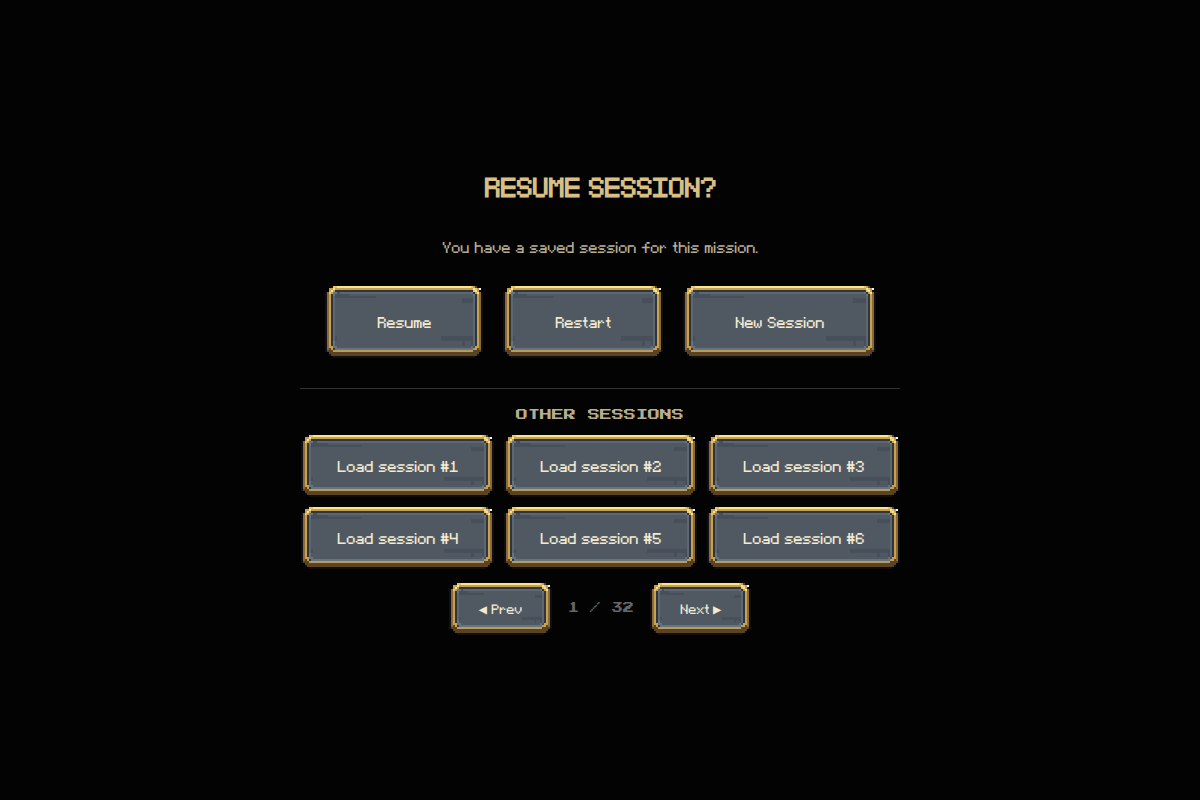 RESUME SESSION?
You have a saved session for this mission.
Resume Restart New Session
OTHER SESSIONS
Load session #1 Load session #2 Load session #3
Load session #4 Load session #5 Load session #6
◀ Prev 1 / 32 Next ▶